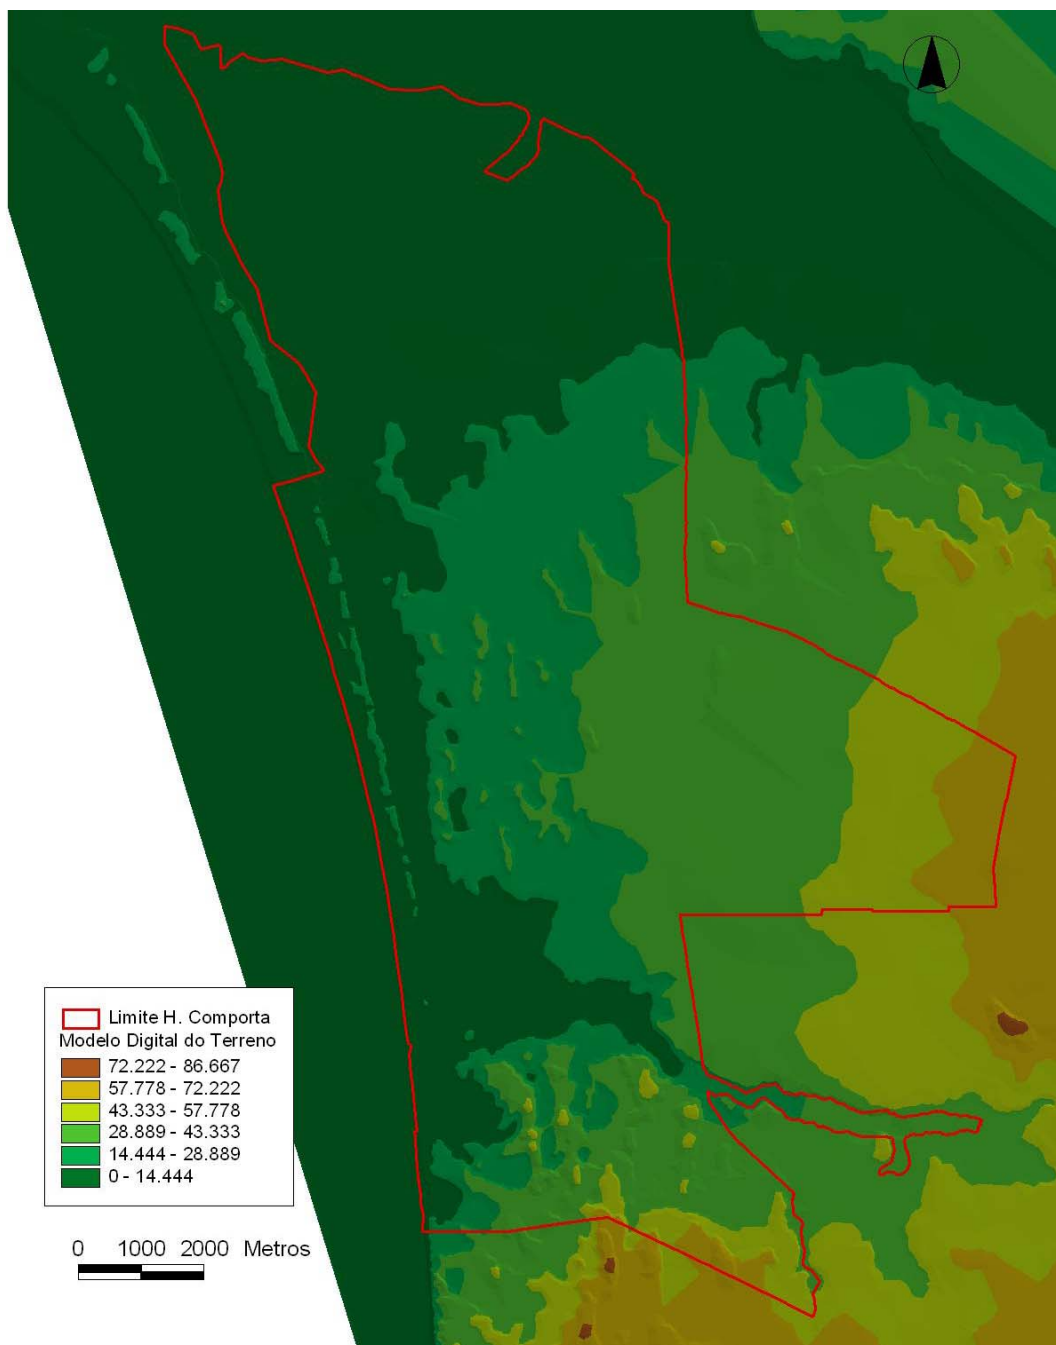 Limite H. Comporta
Modelo Digital do Terreno
72.222 - 86.667
57.778 - 72.222
43.333 - 57.778
28.889 - 43.333
14.444 - 28.889
0 - 14.444
0 1000 2000 Metros